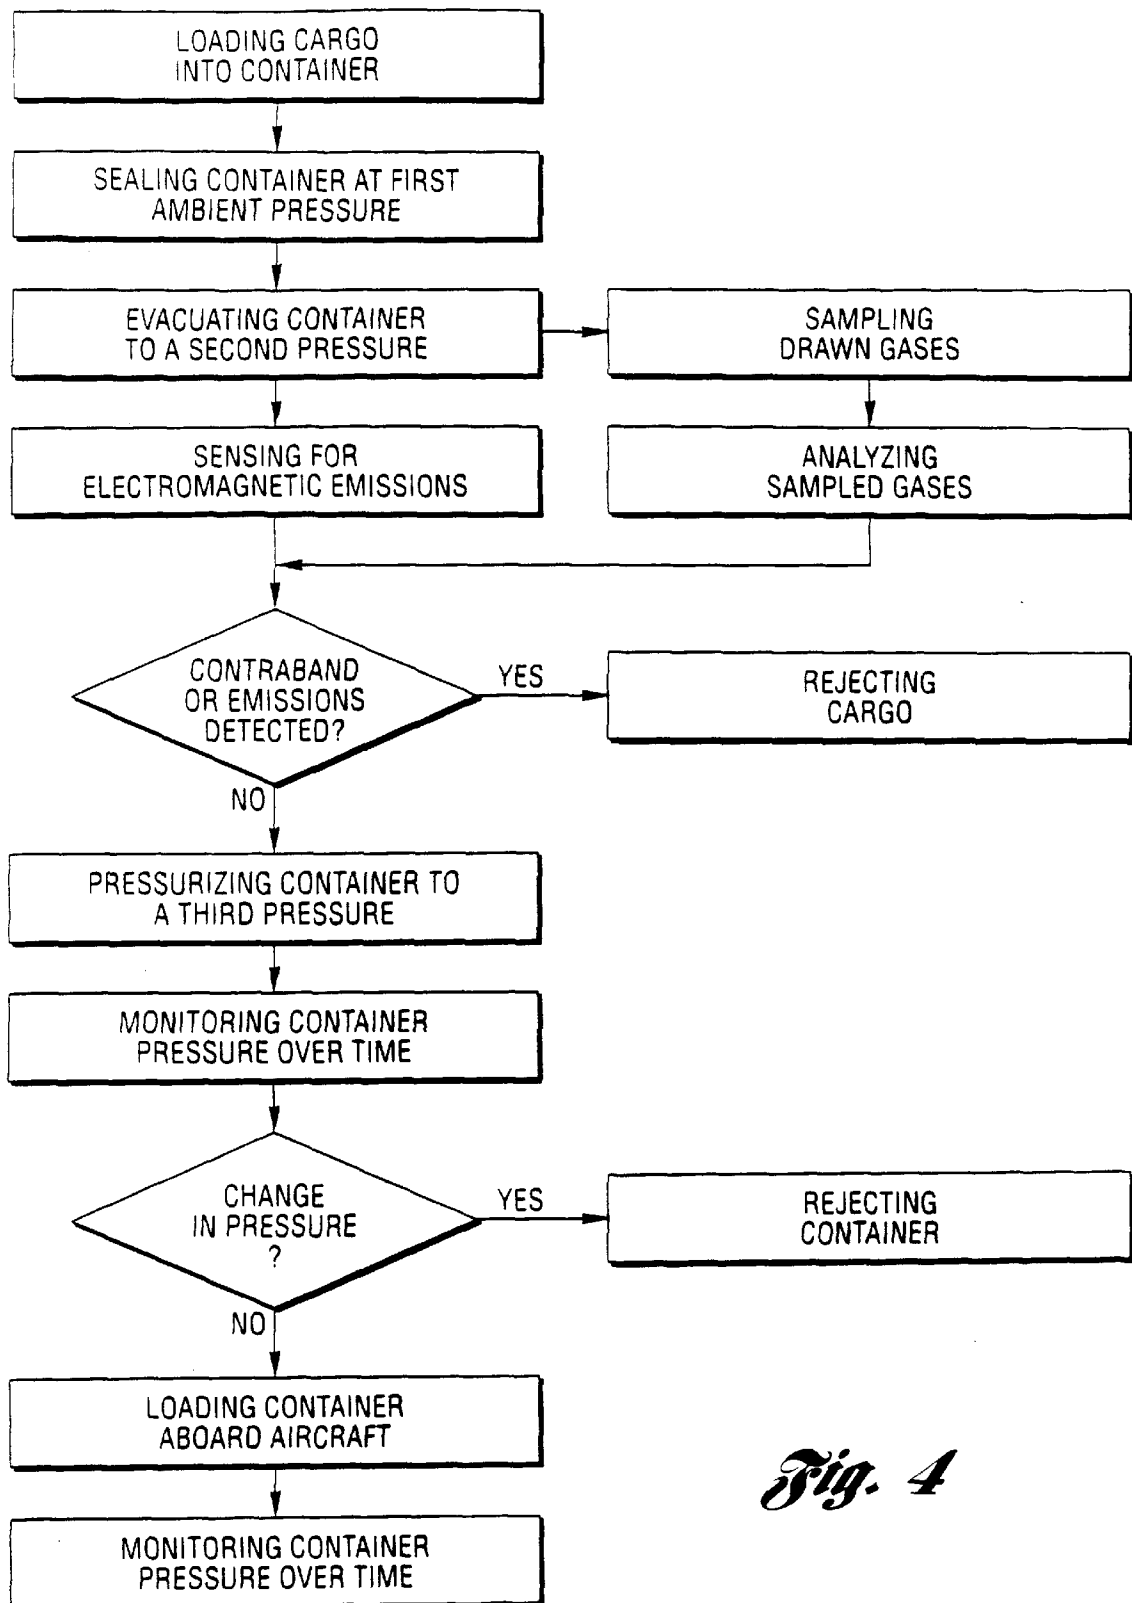 LOADING CARGO
INTO CONTAINER
SEALING CONTAINER AT FIRST
AMBIENT PRESSURE
EVACUATING CONTAINER
TO A SECOND PRESSURE
SAMPLING
DRAWN GASES
SENSING FOR
ELECTROMAGNETIC EMISSIONS
ANALYZING
SAMPLED GASES
CONTRABAND
OR EMISSIONS
DETECTED?
YES
REJECTING
CARGO
NO
PRESSURIZING CONTAINER TO
A THIRD PRESSURE
MONITORING CONTAINER
PRESSURE OVER TIME
CHANGE
IN PRESSURE
?
YES
REJECTING
CONTAINER
NO
LOADING CONTAINER
ABOARD AIRCRAFT
MONITORING CONTAINER
PRESSURE OVER TIME
Fig. 4